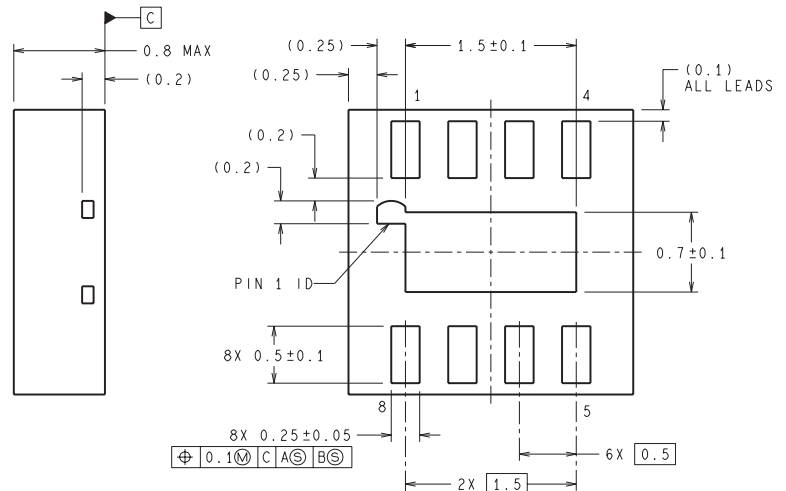 C
0.8 MAX
(0.2)
(0.25)
1.5±0.1
(0.25)
(0.1)
ALL LEADS
1
4
(0.2)
(0.2)
PIN 1 ID
0.7±0.1
8X 0.5±0.1
8
5
8X 0.25±0.05
⌖ 0.1Ⓜ C AⓈ BⓈ
6X 0.5
2X 1.5